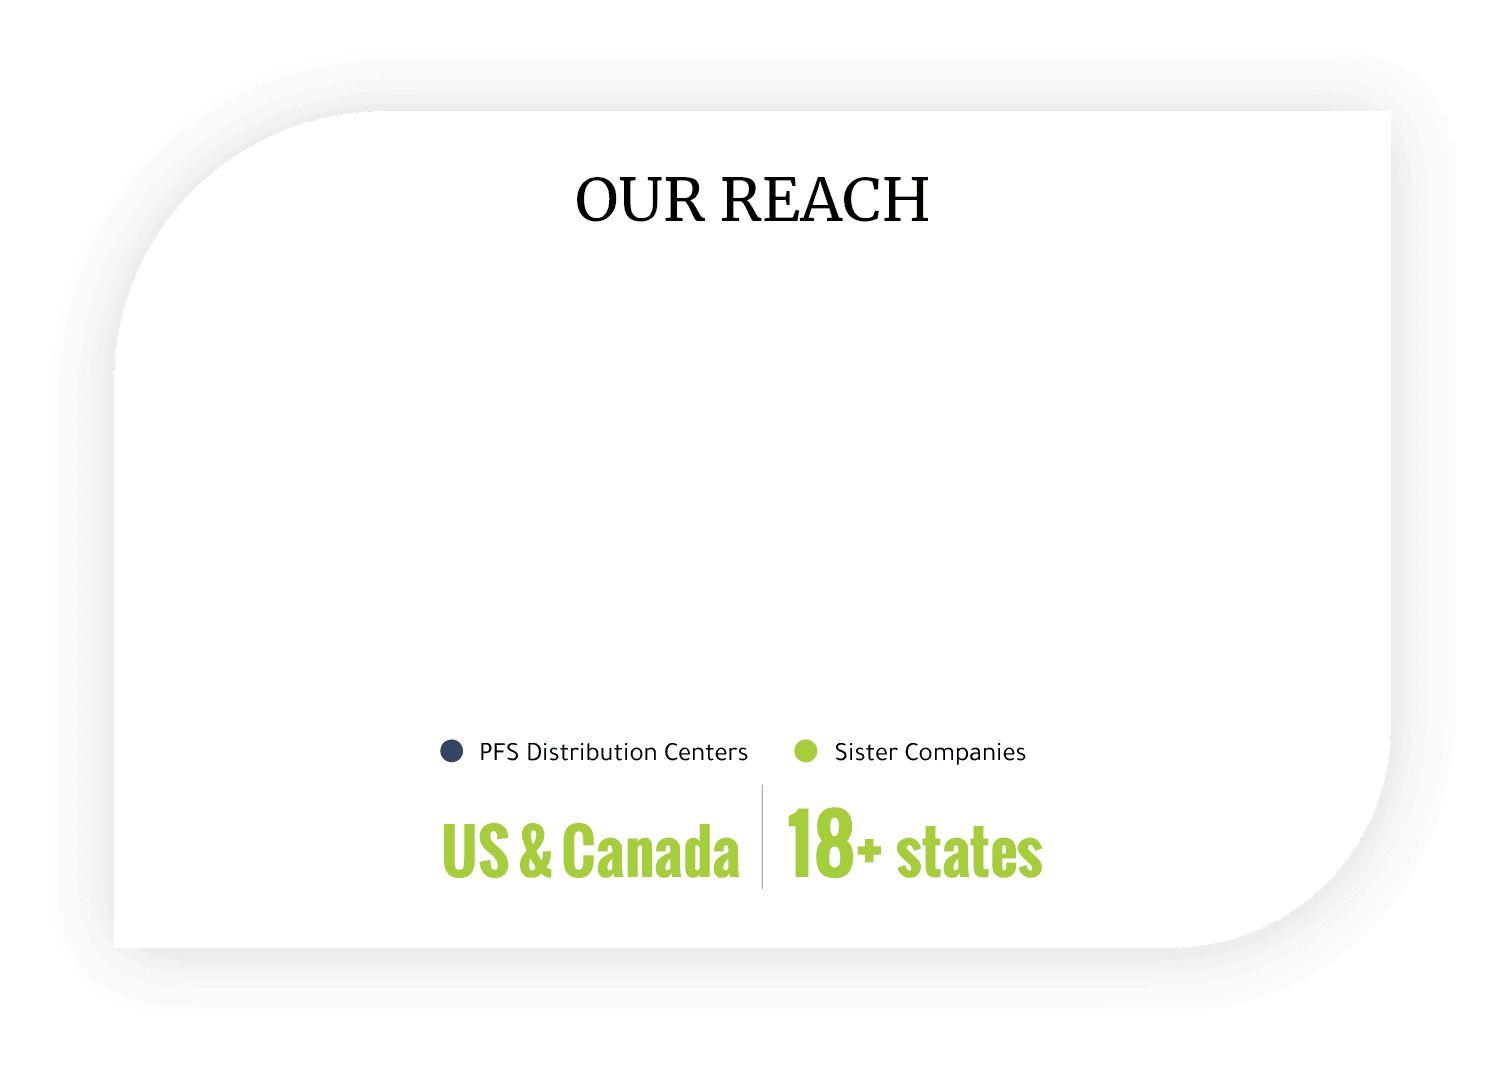 OUR REACH
PFS Distribution Centers
Sister Companies
US & Canada
18+ states